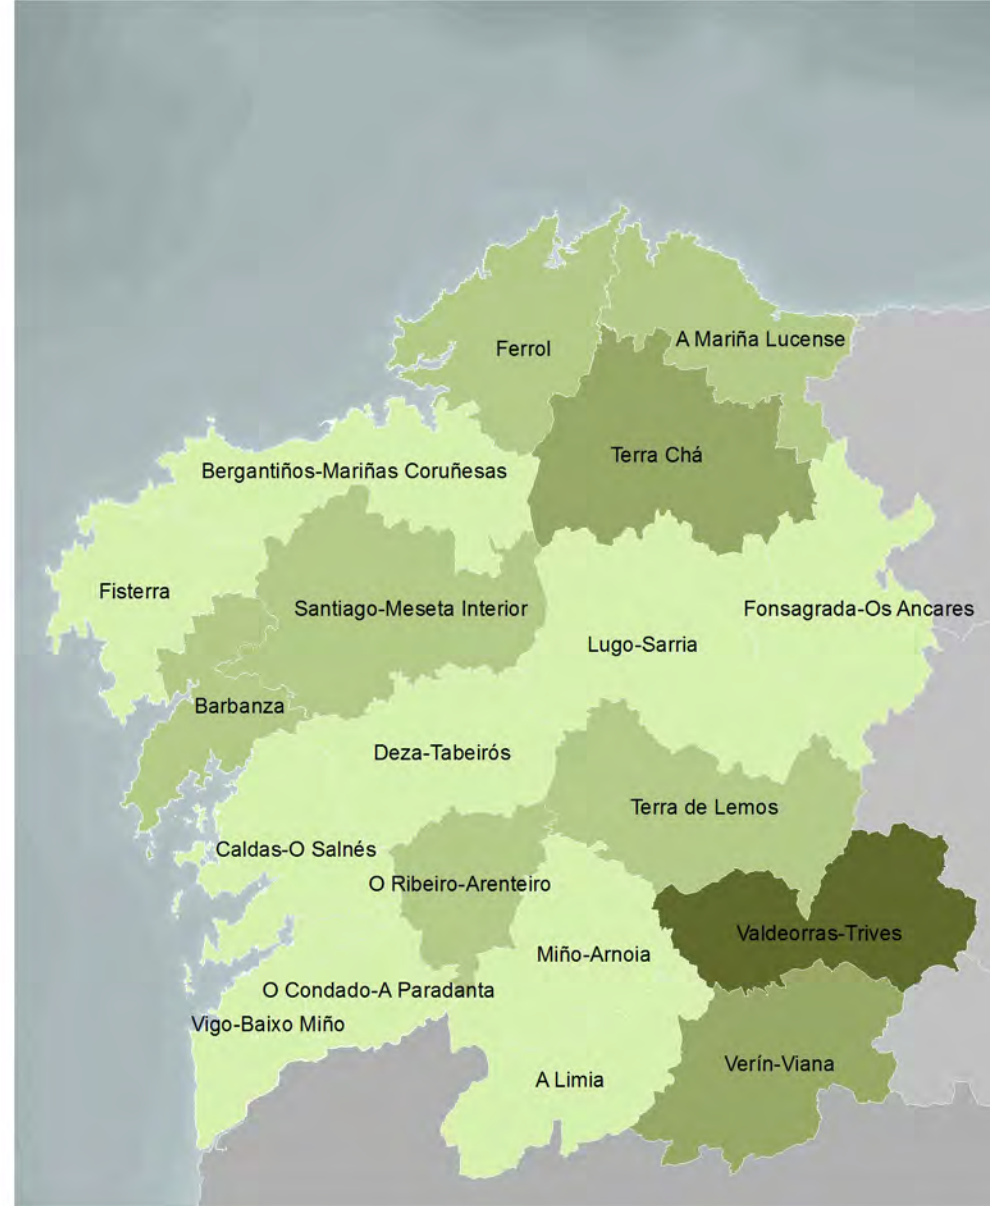 A Mariña Lucense
Ferrol
Terra Chá
Bergantiños-Mariñas Coruñesas
Fisterra
Santiago-Meseta Interior
Fonsagrada-Os Ancares
Lugo-Sarria
Barbanza
Deza-Tabeirós
Terra de Lemos
Caldas-O Salnés
O Ribeiro-Arenteiro
Valdeorras-Trives
Miño-Arnoia
O Condado-A Paradanta
Vigo-Baixo Miño
Verín-Viana
A Limia